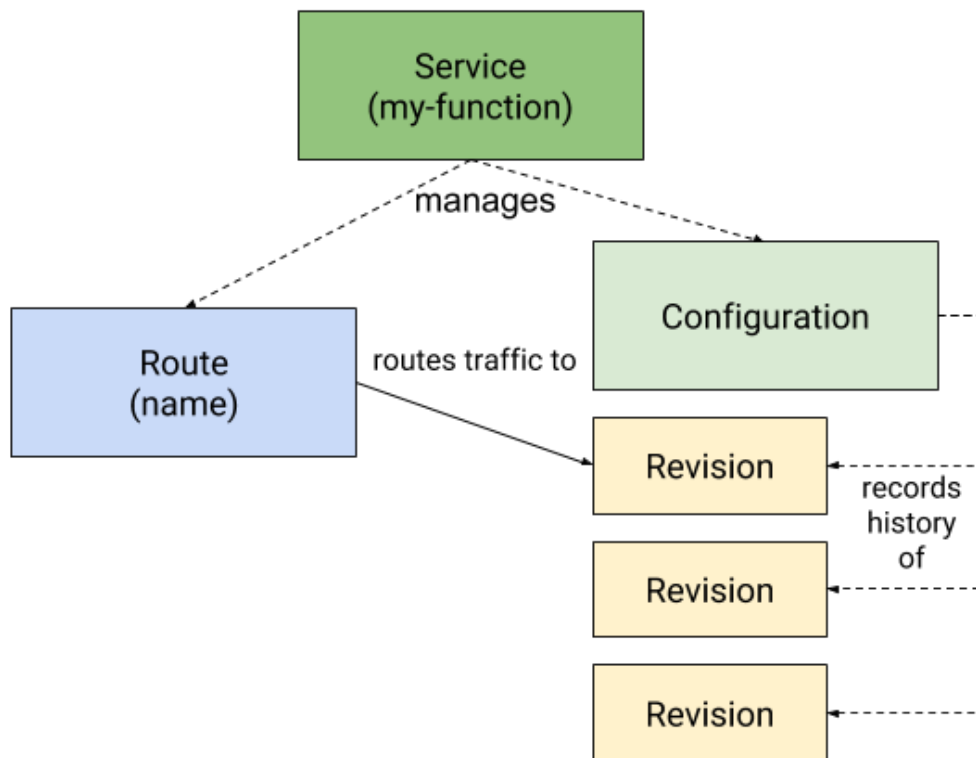 Service
(my-function)
manages
Configuration
Route
(name)
routes traffic to
Revision
records
history
of
Revision
Revision